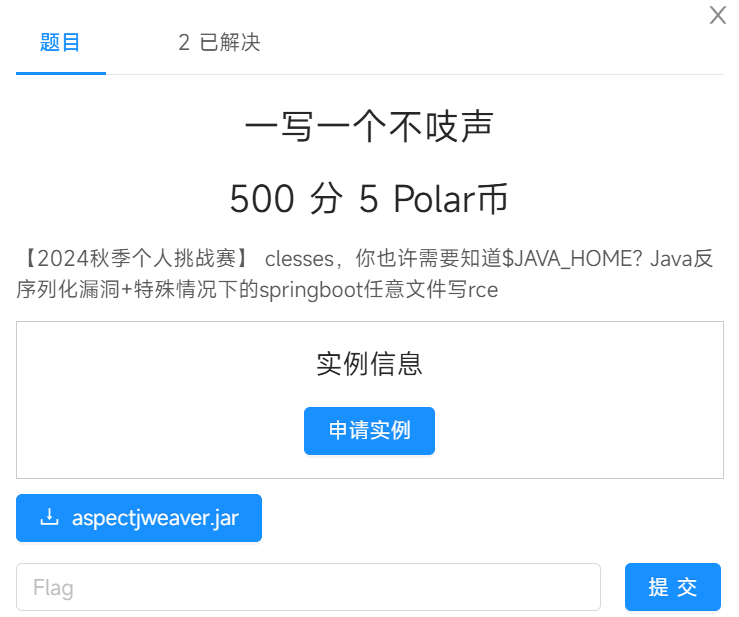 X
题目 2 已解决
一写一个不吱声
500 分 5 Polar币
【2024秋季个人挑战赛】 clesses，你也许需要知道$JAVA_HOME? Java反
序列化漏洞+特殊情况下的springboot任意文件写rce
实例信息
申请实例
aspectjweaver.jar
Flag
提 交